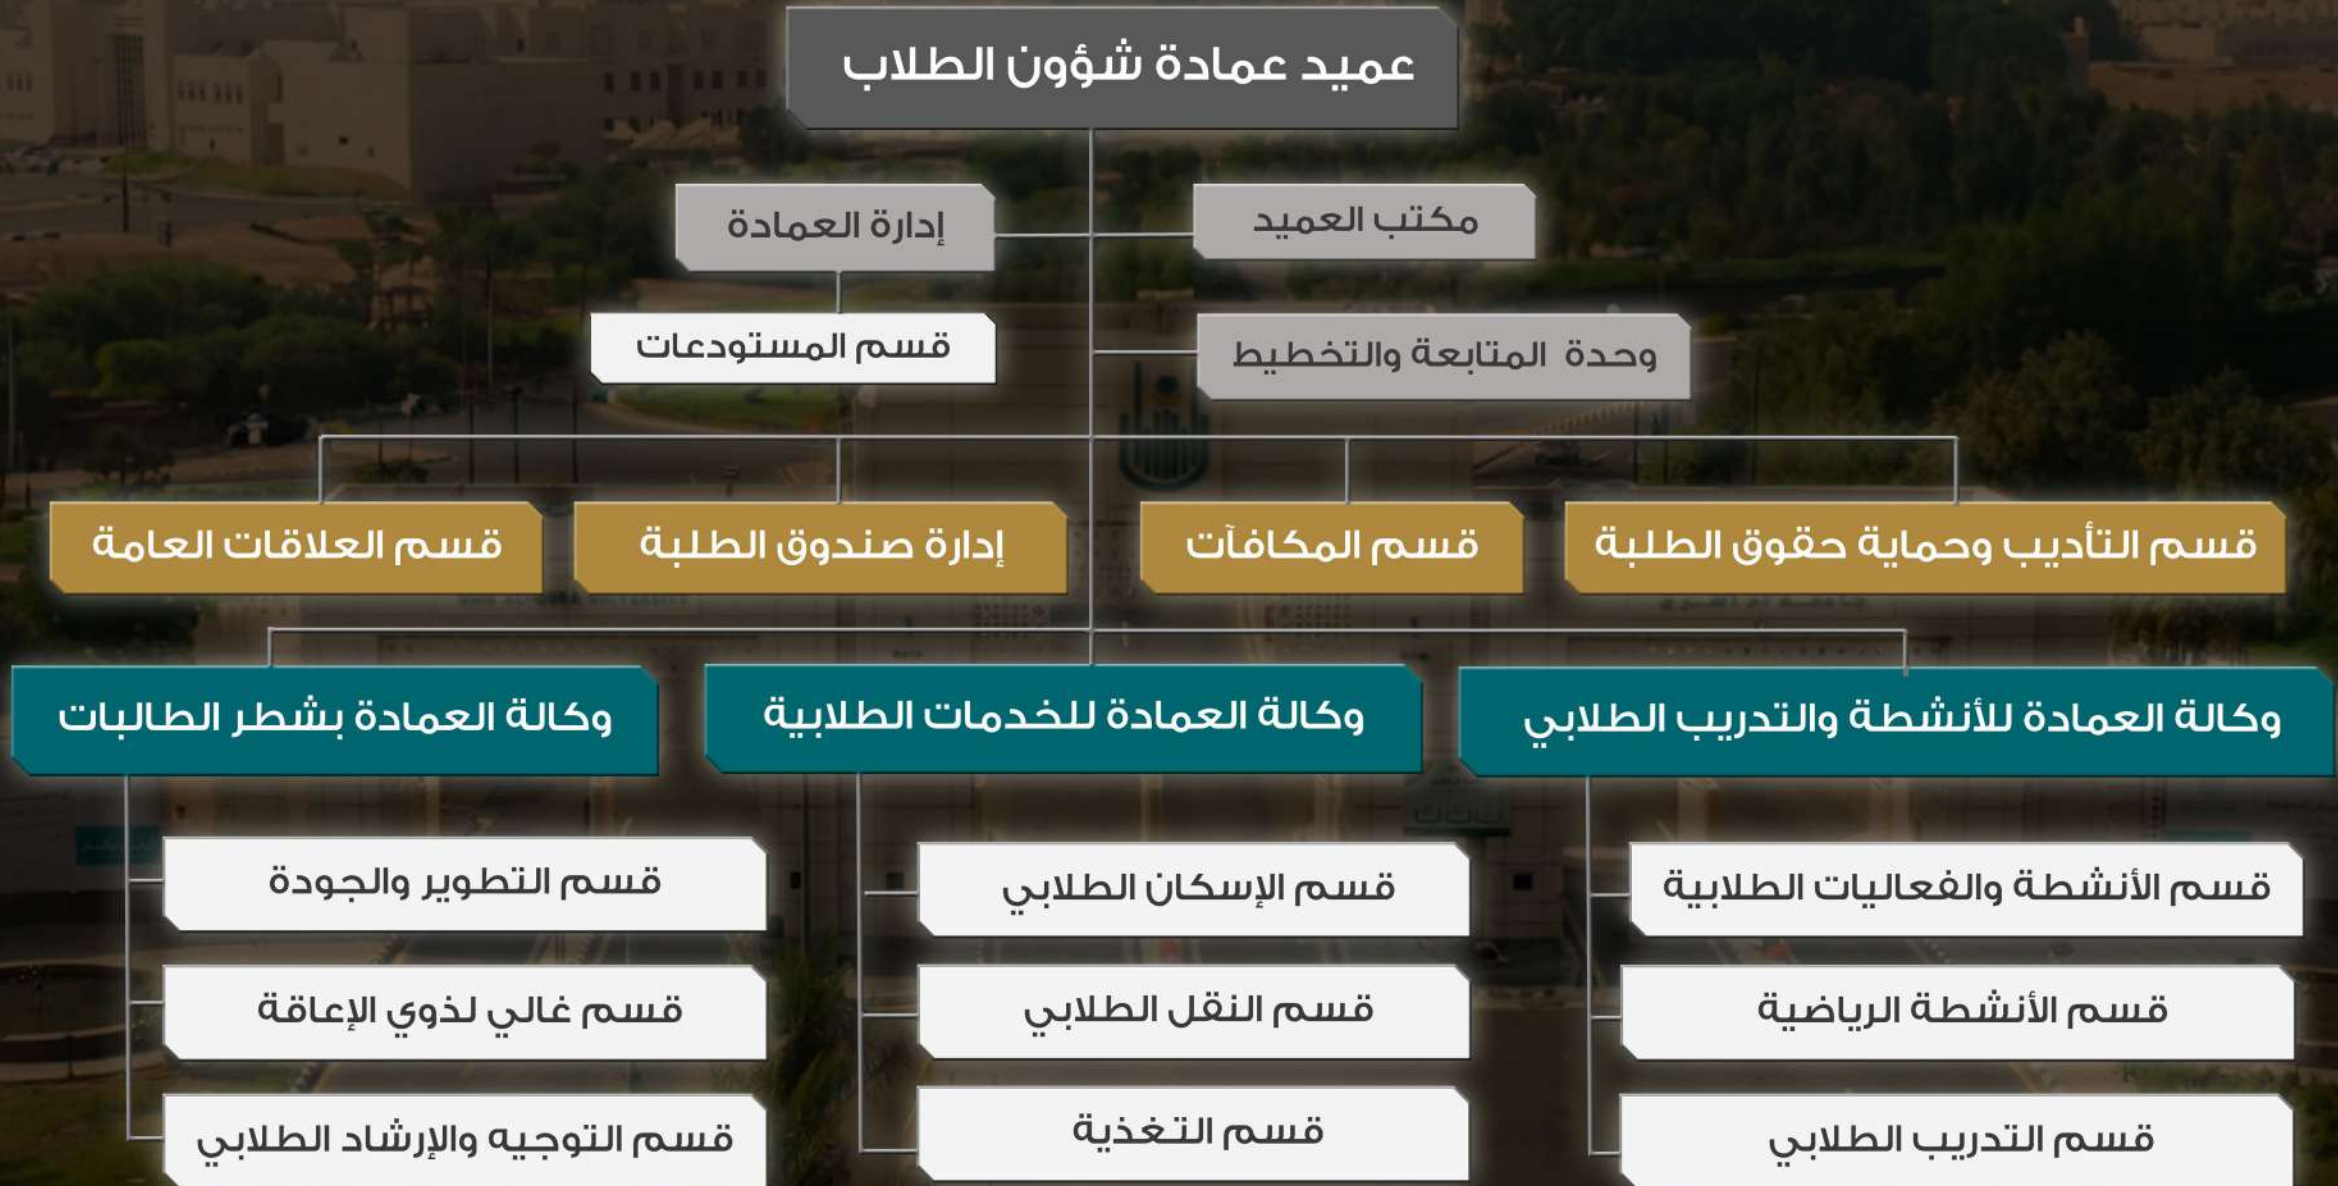 عميد عمادة شؤون الطلاب
مكتب العميد
إدارة العمادة
وحدة المتابعة والتخطيط
قسم المستودعات
قسم التأديب وحماية حقوق الطلبة
قسم المكافآت
إدارة صندوق الطلبة
قسم العلاقات العامة
وكالة العمادة للأنشطة والتدريب الطلابي
وكالة العمادة للخدمات الطلابية
وكالة العمادة بشطر الطالبات
قسم الأنشطة والفعاليات الطلابية
قسم الأنشطة الرياضية
قسم التدريب الطلابي
قسم الإسكان الطلابي
قسم النقل الطلابي
قسم التغذية
قسم التطوير والجودة
قسم غالي لذوي الإعاقة
قسم التوجيه والإرشاد الطلابي